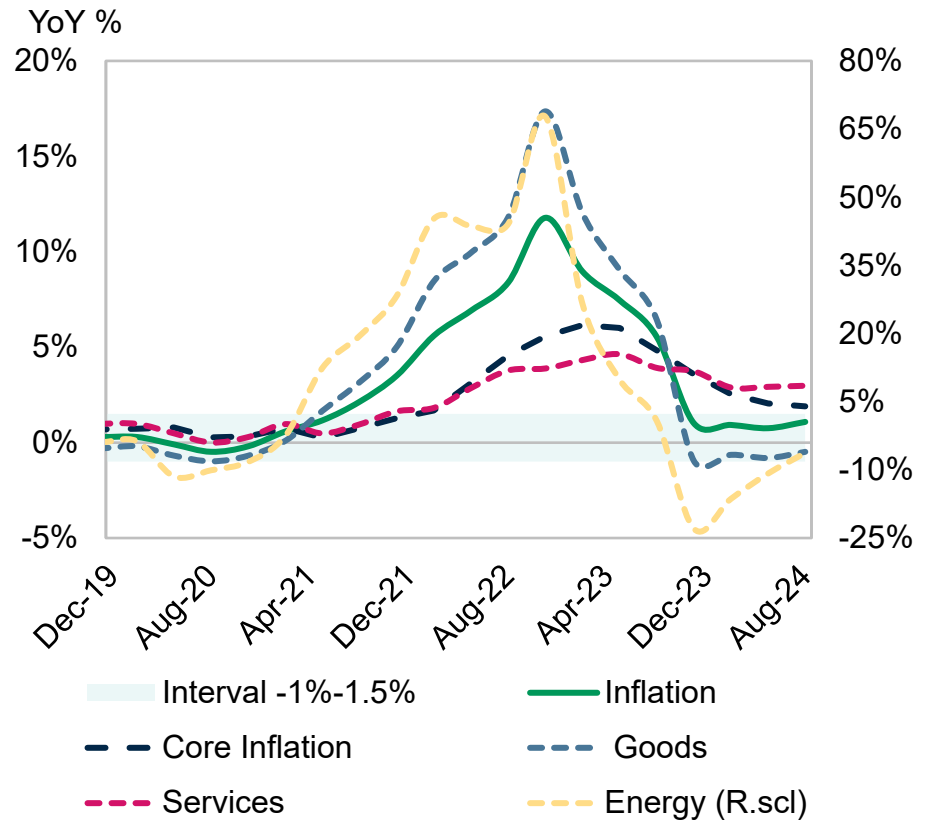 YoY %
20%
15%
10%
5%
0%
-5%
80%
65%
50%
35%
20%
5%
-10%
-25%
Dec-19
Aug-20
Apr-21
Dec-21
Aug-22
Apr-23
Dec-23
Aug-24
Interval -1%-1.5%
Inflation
Core Inflation
Goods
Services
Energy (R.scl)